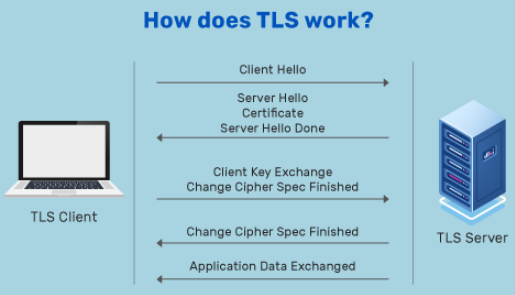 How does TLS work?
Client Hello
Server Hello
Certificate
Server Hello Done
Client Key Exchange
Change Cipher Spec Finished
Change Cipher Spec Finished
Application Data Exchanged
TLS Client
TLS Server